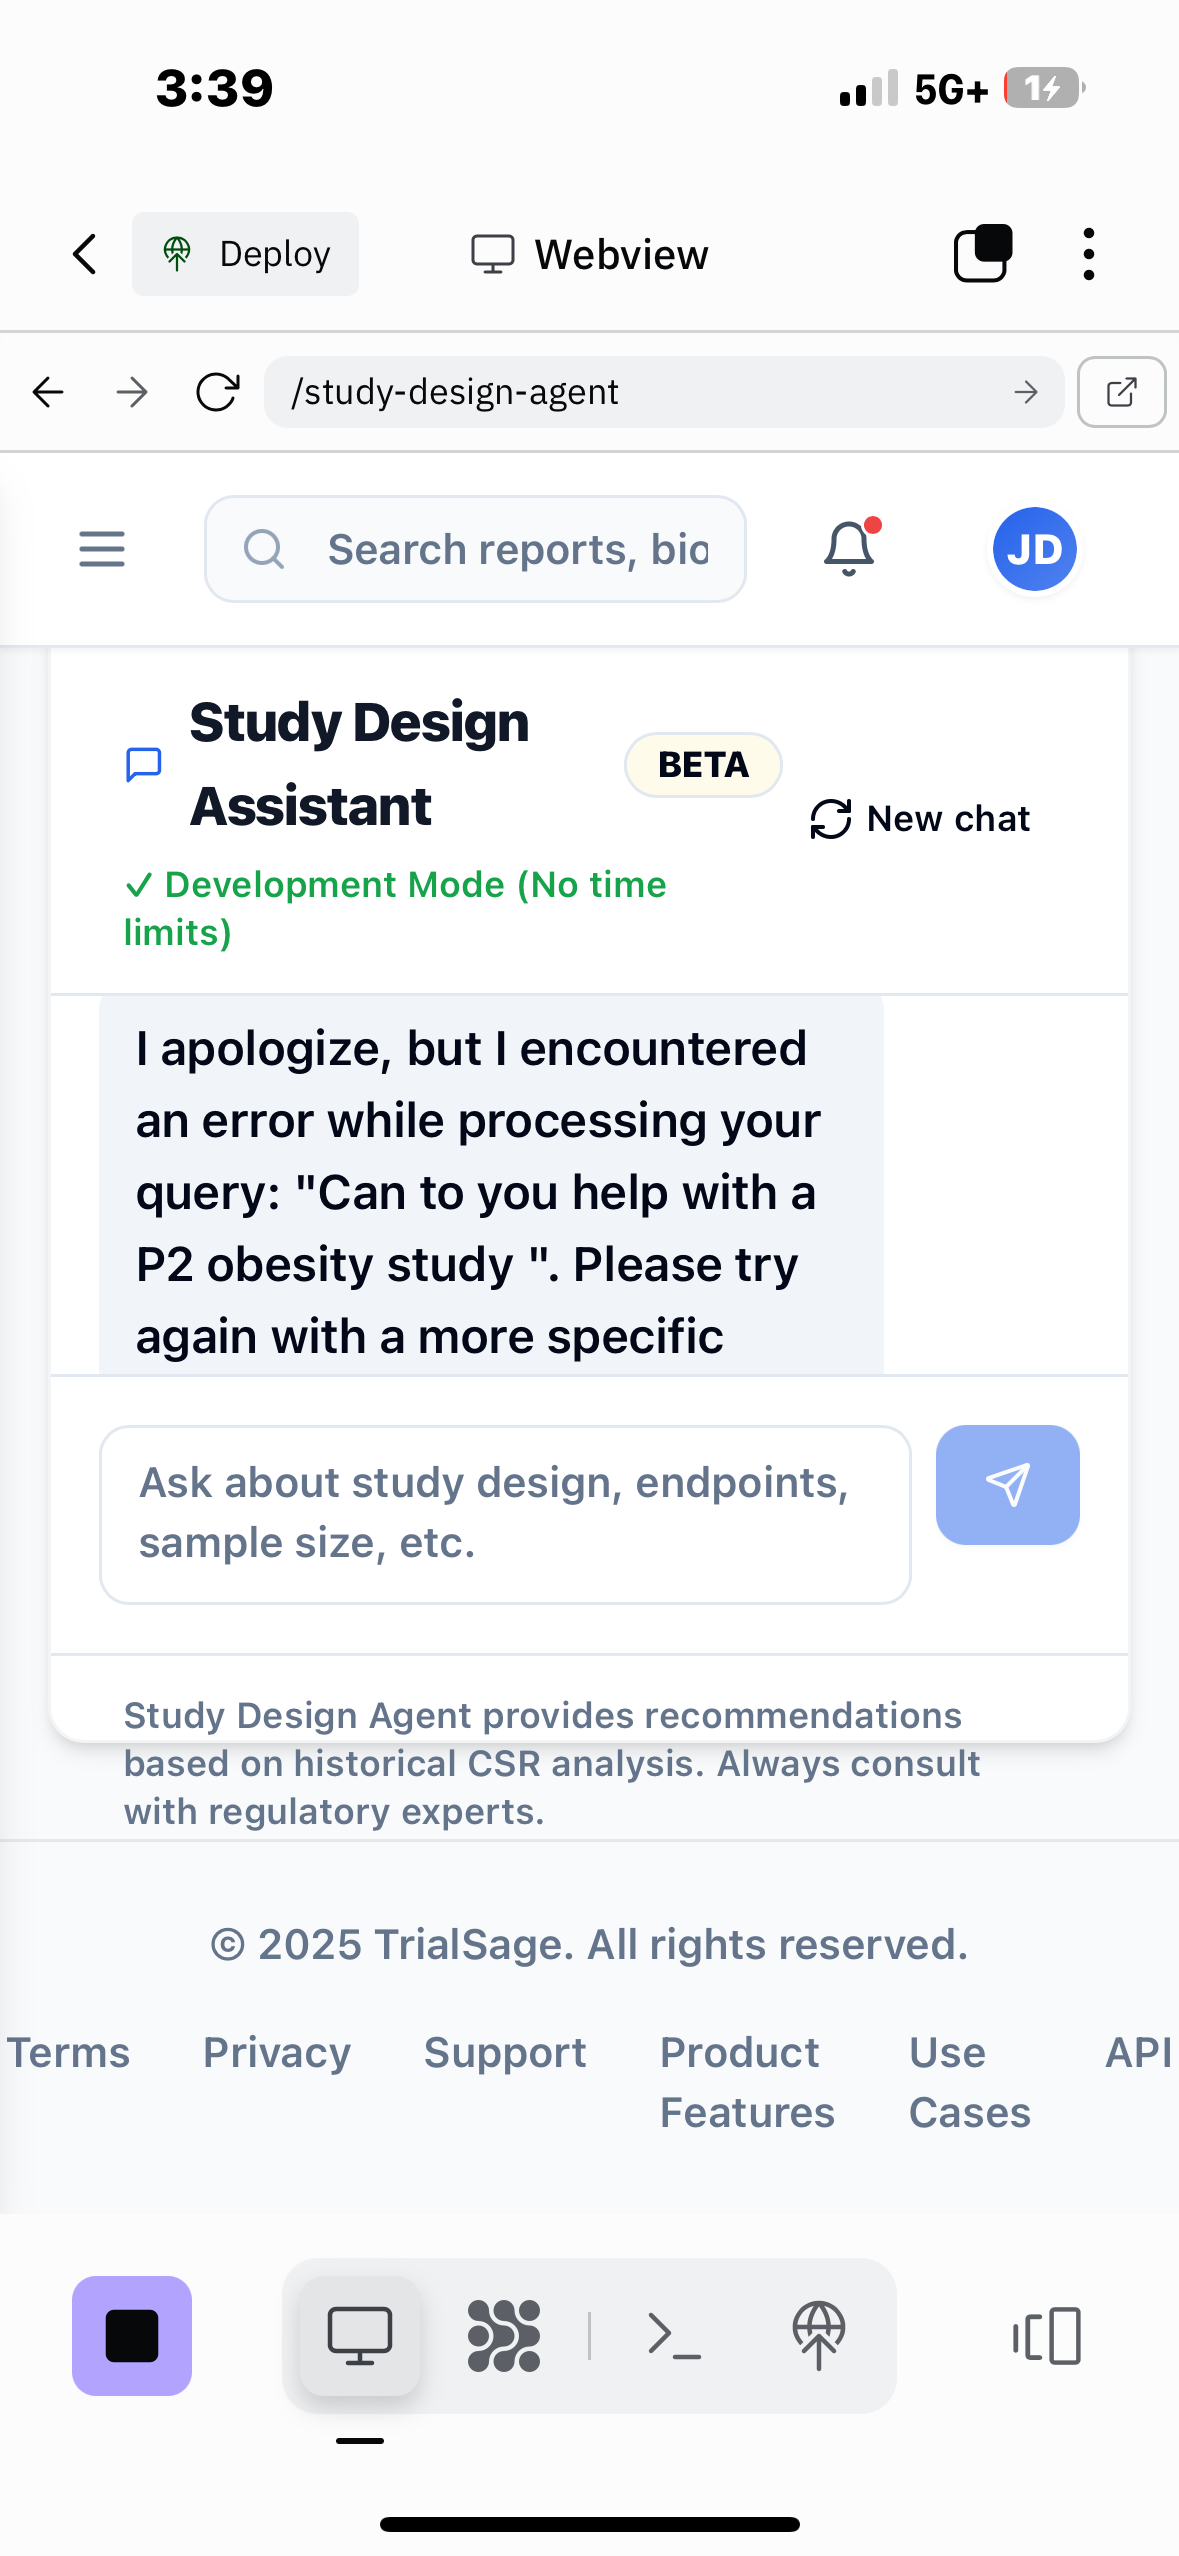 3:39
5G+
1
Deploy
Webview
/study-design-agent
Search reports, bio
JD
Study Design
Assistant
BETA
New chat
✓ Development Mode (No time
limits)
I apologize, but I encountered
an error while processing your
query: "Can to you help with a
P2 obesity study ". Please try
again with a more specific
Ask about study design, endpoints,
sample size, etc.
Study Design Agent provides recommendations
based on historical CSR analysis. Always consult
with regulatory experts.
© 2025 TrialSage. All rights reserved.
Terms Privacy Support Product Use API
Features Cases